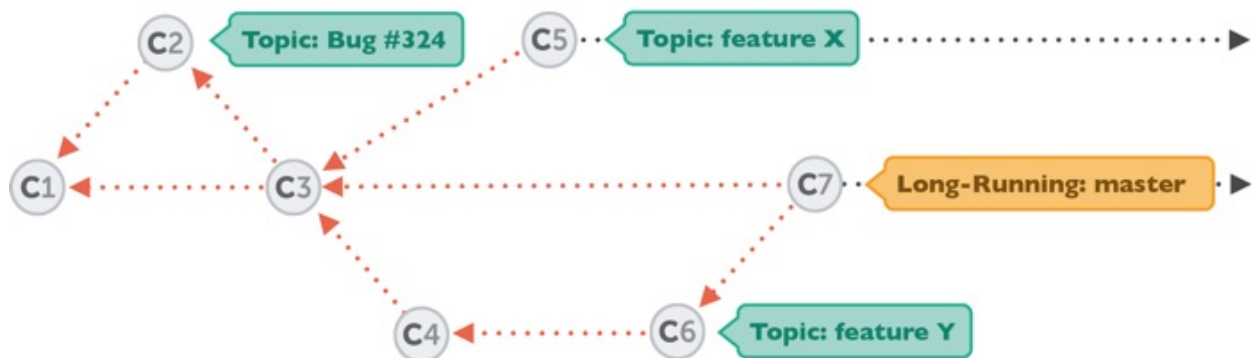 C2 Topic: Bug #324 C5 Topic: feature X
C1 C3 C7 Long-Running: master
C4 C6 Topic: feature Y